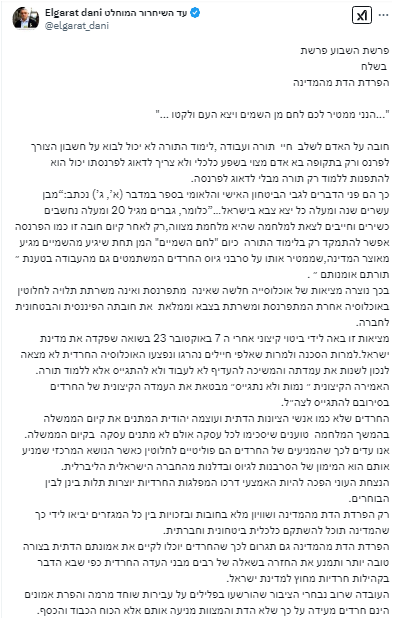 Elgarat dani עד השיחרור המוחלט
@elgarat_dani
פרשת השבוע פרשת
בשלח
הפרדת הדת מהמדינה
"...הנני ממטיר לכם לחם מן השמים ויצא העם ולקטו ..."
חובה על האדם לשלב  חיי  תורה ועבודה ,לימוד התורה לא יכול לבוא על חשבון הצורך
לפרנס ורק בתקופה בא אדם מצוי בשפע כלכלי ולא צריך לדאוג לפרנסתו יכול הוא
להתפנות ללמוד רק תורה מבלי לדאוג לפרנסה.
כך הם פני הדברים לגבי הביטחון האישי והלאומי בספר במדבר (א׳, ג׳) נכתב:״מבן
עשרים שנה ומעלה כל יצא צבא בישראל...״כלומר, גברים מגיל 20 ומעלה נחשבים
כשירים וחייבים לצאת למלחמה שהיא מלחמת מצווה,רק לאחר קיום חובה זו כמו הפרנסה
אפשר להתמקד רק בלימוד התורה  כיום "לחם השמיים" המן תחת שיגיע מהשמיים מגיע
מאוצר המדינה,שממטיר אותו על סרבני גיוס החרדים המשתמטים גם מהעבודה בטענת ״
תורתם אומנותם ״ .
בכך נוצרה מציאות של אוכלוסייה חלשה שאינה  מתפרנסת ואינה משרתת תלויה לחלוטין
באוכלוסיה אחרת המתפרנסת ומשרתת בצבא וממלאת  את חובתה הפיננסית והבטחונית
לחברה.
מציאות זו באה לידי ביטוי קיצוני אחרי ה 7 באוקטובר 23 בשואה שפקדה את מדינת
ישראל.למרות הסכנה ולמרות שאלפי חיילים נהרגו ונפצעו האוכלוסיה החרדית לא מצאה
לנכון לשנות את עמדתה והמשיכה להעדיף לא לעבוד ולא להתגייס אלא ללמוד תורה.
האמירה הקיצונית ״ נמות ולא נתגייס״ מבטאת את העמדה הקיצונית של החרדים
בסירובם להתגייס לצה״ל.
החרדים שלא כמו אנשי הציונות הדתית ועוצמה יהודית המתנים את קיום הממשלה
בהמשך המלחמה  טוענים שיסכימו לכל עסקה אולם לא מתנים עסקה  בקיום הממשלה.
אנו עדים לכך שהמניעים של החרדים הם פוליטיים לחלוטין כאשר הנושא המרכזי שמניע
אותם הוא המימון של הסרבנות לגיוס ובדלנות מהחברה הישראלית הליברלית.
הנצחת העוני הפכה להיות האמצעי דרכו המפלגות החרדיות יוצרות תלות בינן לבין
הבוחרים.
רק הפרדת הדת מהמדינה ושוויון מלא בחובות ובזכויות בין כל המגזרים יביאו לידי כך
שהמדינה תוכל להשתקם כלכלית ביטחונית וחברתית.
הפרדת הדת מהמדינה גם תגרום לכך שהחרדים יוכלו לקיים את אמונתם הדתית בצורה
טובה יותר ותמנע את החזרה בשאלה של רבים מבני העדה החרדית כפי שבא הדבר
בקהילות חרדיות מחוץ למדינת ישראל.
העובדה שרוב נבחרי הציבור שהורשעו בפלילים על עבירות שוחד מרמה והפרת אמונים
הינם חרדים מעידה על כך שלא הדת והמצוות מניעה אותם אלא הכוח הכבוד והכסף.